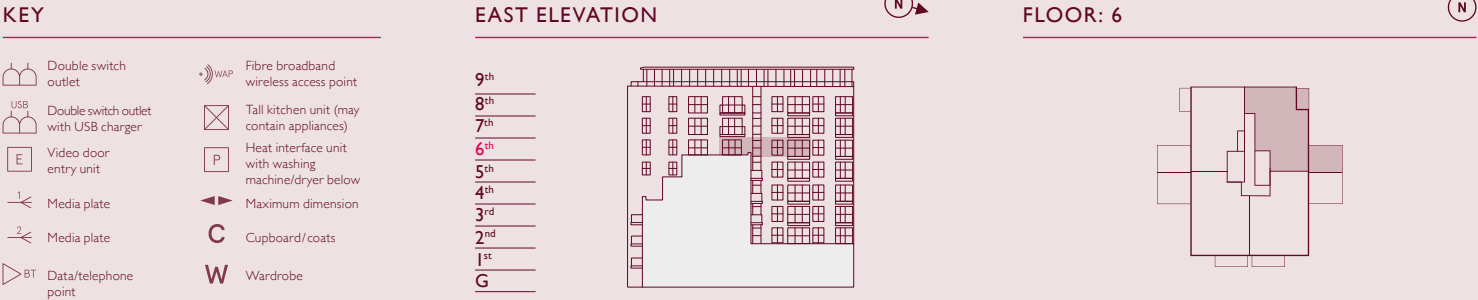 KEY
Double switch
outlet
USB
Double switch outlet
with USB charger
E
Video door
entry unit
1
Media plate
2
Media plate
BT
Data/telephone
point
WAP
Fibre broadband
wireless access point
Tall kitchen unit (may
contain appliances)
P
Heat interface unit
with washing
machine/dryer below
Maximum dimension
C
Cupboard/coats
W
Wardrobe
EAST ELEVATION
N
9th
8th
7th
6th
5th
4th
3rd
2nd
1st
G
FLOOR: 6
N